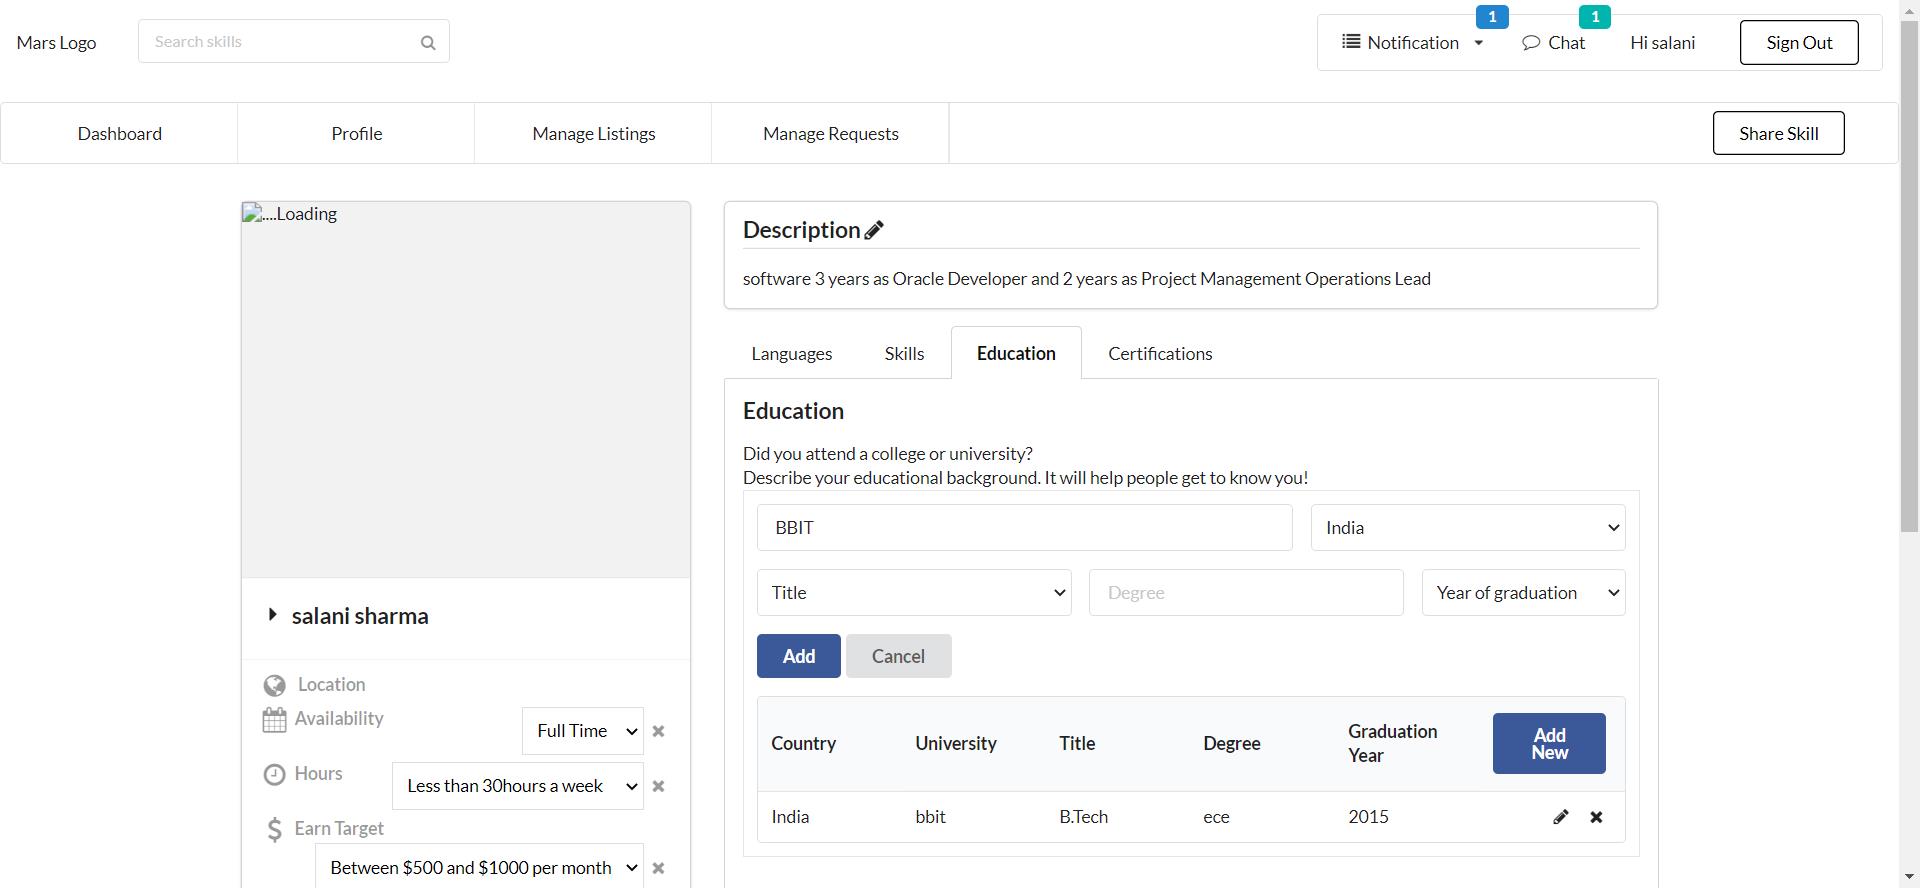 Mars Logo
Search skills
Notification
1
Chat
1
Hi salani
Sign Out
Dashboard
Profile
Manage Listings
Manage Requests
Share Skill
....Loading
salani sharma
Location
Availability
Full Time
Hours
Less than 30hours a week
Earn Target
Between $500 and $1000 per month
Description
software 3 years as Oracle Developer and 2 years as Project Management Operations Lead
Languages
Skills
Education
Certifications
Education
Did you attend a college or university?
Describe your educational background. It will help people get to know you!
BBIT
India
Title
Degree
Year of graduation
Add
Cancel
Country
University
Title
Degree
Graduation
Year
Add
New
India
bbit
B.Tech
ece
2015